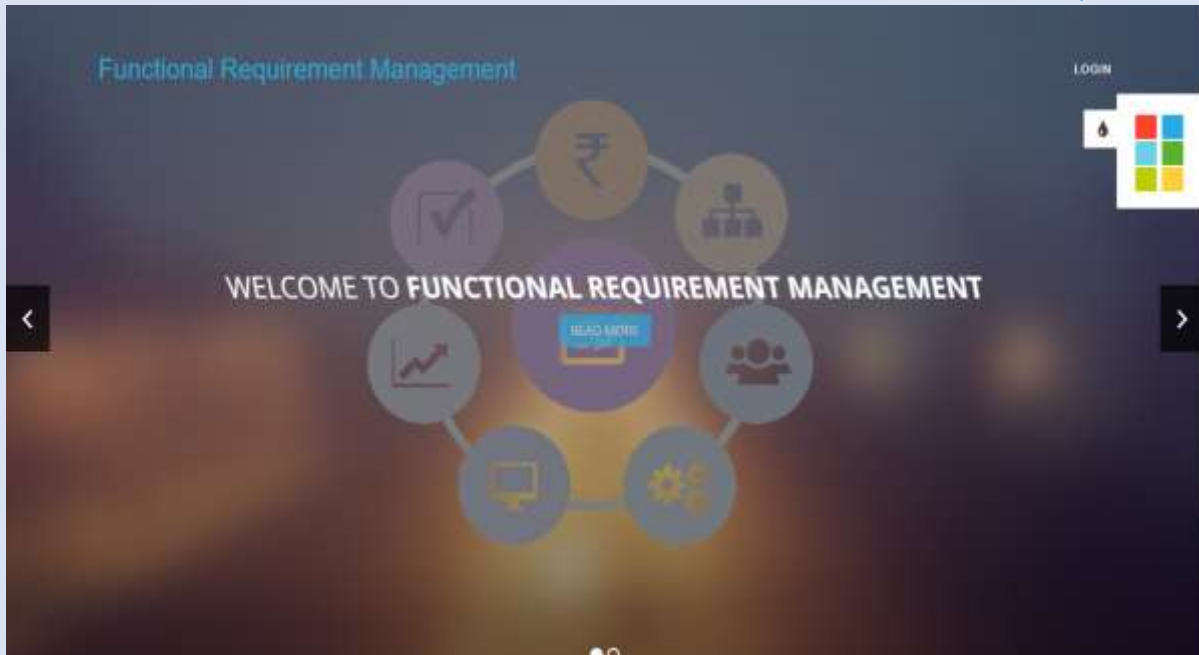 Functional Requirement Management
LOGIN
₹
WELCOME TO FUNCTIONAL REQUIREMENT MANAGEMENT
READ MORE